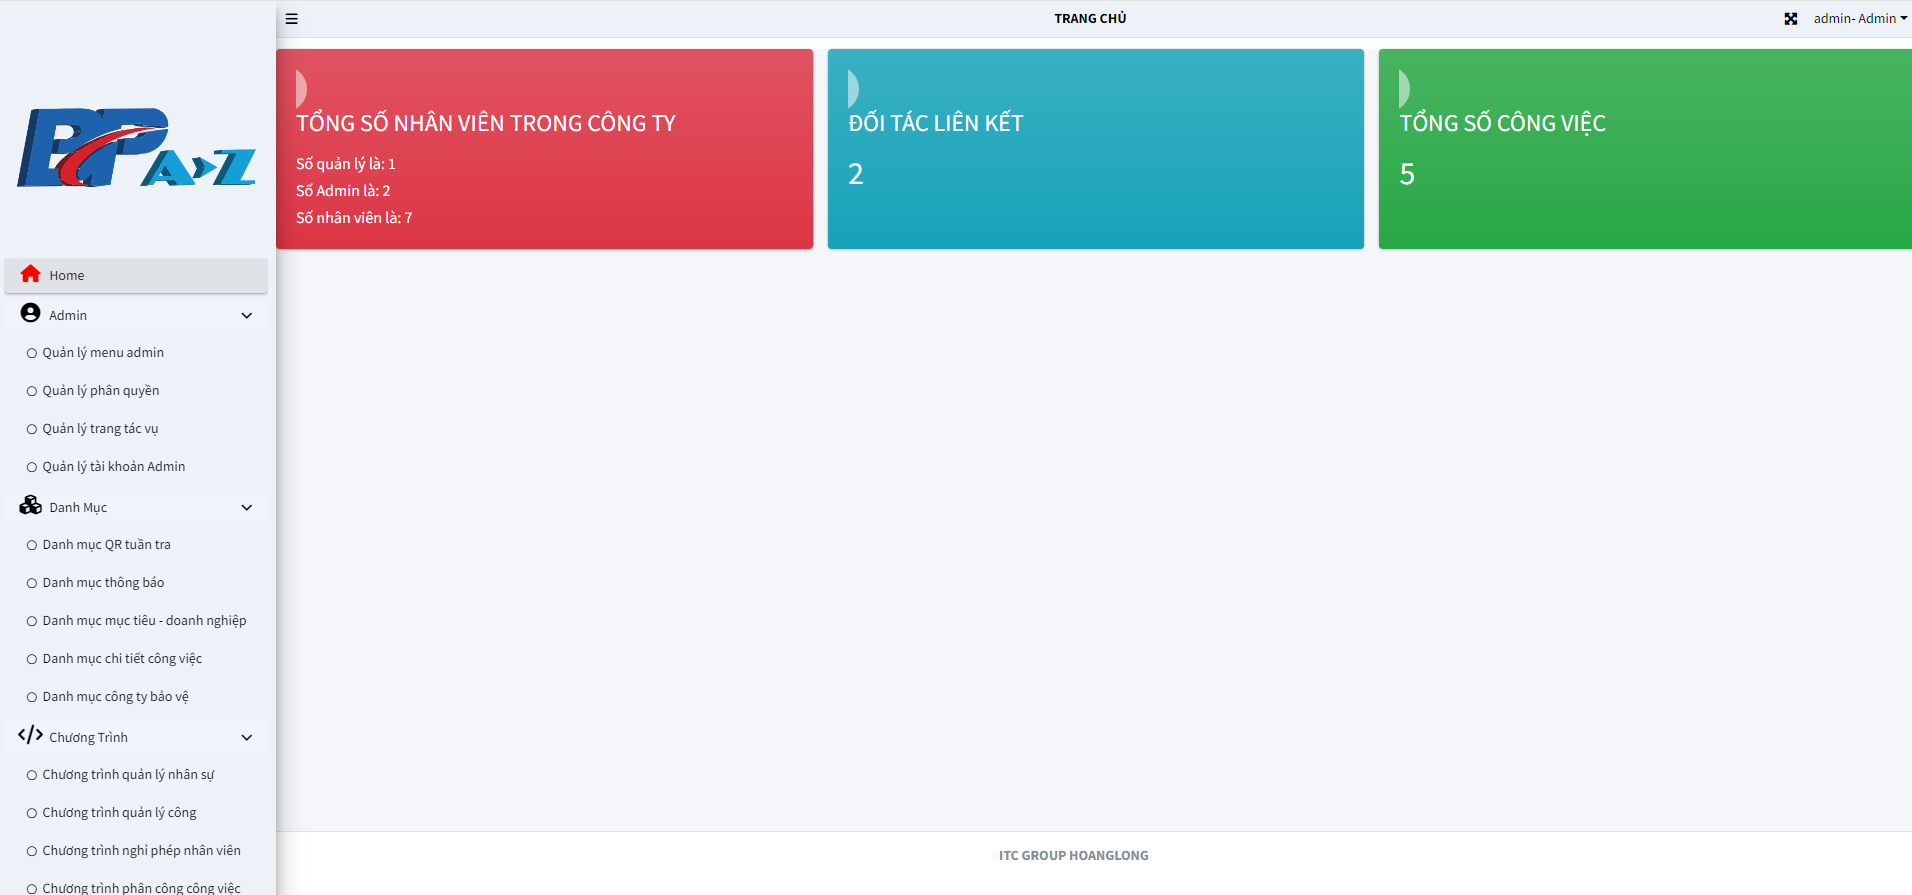 BPA>Z
Home
Admin
Quản lý menu admin
Quản lý phân quyền
Quản lý trang tác vụ
Quản lý tài khoản Admin
Danh Mục
Danh mục QR tuần tra
Danh mục thông báo
Danh mục mục tiêu - doanh nghiệp
Danh mục chi tiết công việc
Danh mục công ty bảo vệ
Chương Trình
Chương trình quản lý nhân sự
Chương trình quản lý công
Chương trình nghỉ phép nhân viên
Chương trình phân công công việc
TRANG CHỦ
admin- Admin
TỔNG SỐ NHÂN VIÊN TRONG CÔNG TY
Số quản lý là: 1
Số Admin là: 2
Số nhân viên là: 7
ĐỐI TÁC LIÊN KẾT
2
TỔNG SỐ CÔNG VIỆC
5
ITC GROUP HOANGLONG